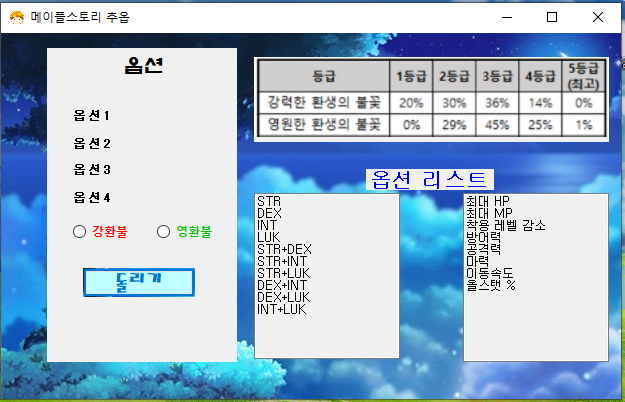 메이플스토리 추옵
옵션
옵션1
옵션2
옵션3
옵션4
강환불 영환불
돌리기
등급 1등급 2등급 3등급 4등급 5등급
(최고)
강력한 환생의 불꽃 20% 30% 36% 14% 0%
영원한 환생의 불꽃 0% 29% 45% 25% 1%
옵션 리스트
STR
DEX
INT
LUK
STR+DEX
STR+INT
STR+LUK
DEX+INT
DEX+LUK
INT+LUK
최대 HP
최대 MP
착용 레벨 감소
방어력
공격력
마력
이동속도
올스탯 %